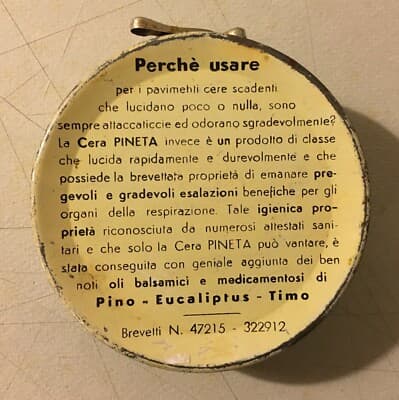 Perchè usare
per i pavimenti cere scadenti
che lucidano poco o nulla, sono
sempre attaccaticcie ed odorano sgradevolmente?
La Cera PINETA invece è un prodotto di classe
che lucida rapidamente e durevolmente e che
possiede la brevettata proprietà di emanare pre-
gevoli e gradevoli esalazioni benefiche per gli
organi della respirazione. Tale igienica pro-
prietà riconosciuta da numerosi attestati sani-
tari e che solo la Cera PINETA può vantare, è
stata conseguita con geniale aggiunta dei ben
noti oli balsamici e medicamentosi di
Pino - Eucaliptus - Timo
Brevetti N. 47215 - 322912